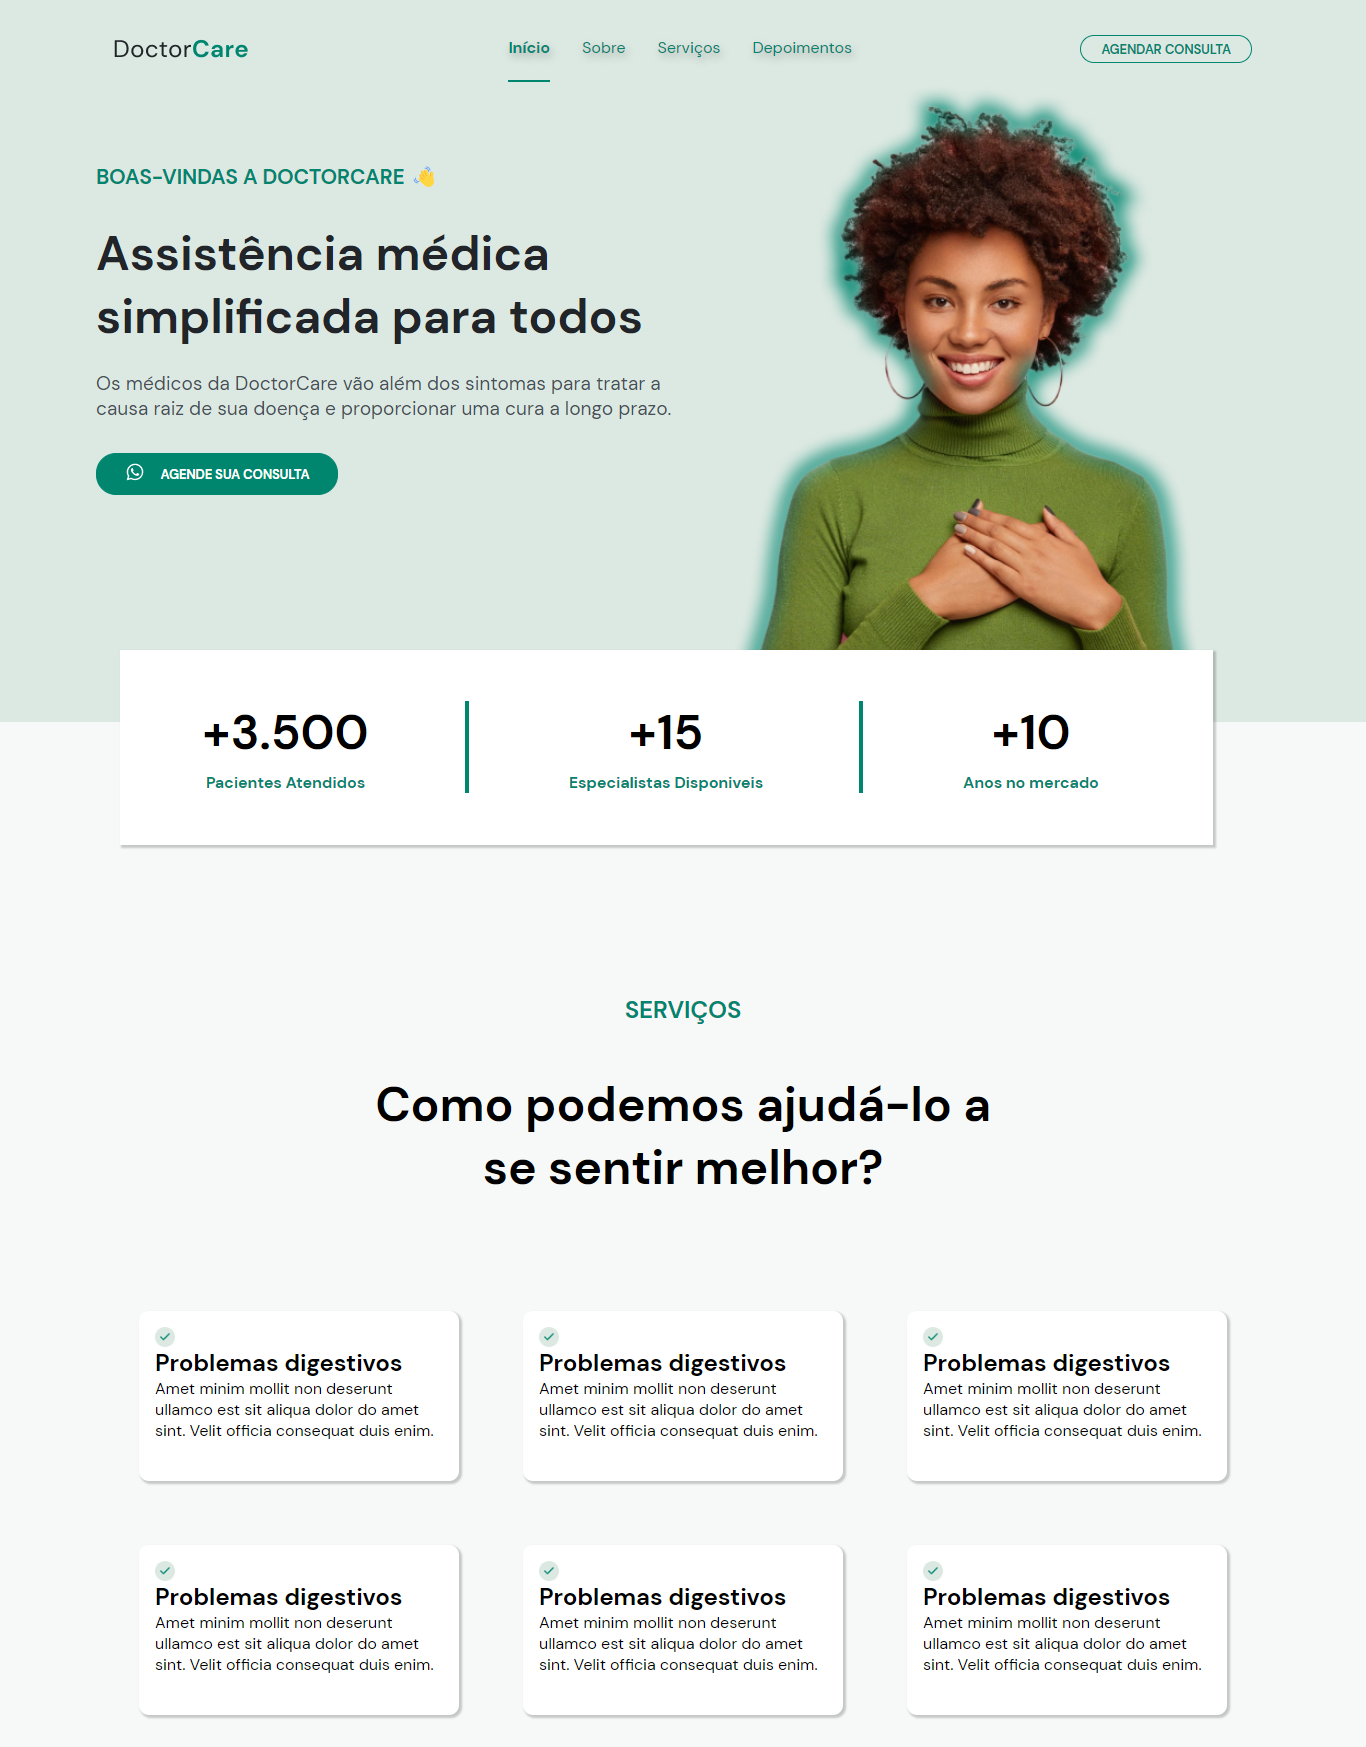 DoctorCare
Início Sobre Serviços Depoimentos
AGENDAR CONSULTA
BOAS-VINDAS A DOCTORCARE 👋
Assistência médica
simplificada para todos
Os médicos da DoctorCare vão além dos sintomas para tratar a
causa raiz de sua doença e proporcionar uma cura a longo prazo.
AGENDE SUA CONSULTA
+3.500
Pacientes Atendidos
+15
Especialistas Disponiveis
+10
Anos no mercado
SERVIÇOS
Como podemos ajudá-lo a
se sentir melhor?
Problemas digestivos
Amet minim mollit non deserunt
ullamco est sit aliqua dolor do amet
sint. Velit officia consequat duis enim.
Problemas digestivos
Amet minim mollit non deserunt
ullamco est sit aliqua dolor do amet
sint. Velit officia consequat duis enim.
Problemas digestivos
Amet minim mollit non deserunt
ullamco est sit aliqua dolor do amet
sint. Velit officia consequat duis enim.
Problemas digestivos
Amet minim mollit non deserunt
ullamco est sit aliqua dolor do amet
sint. Velit officia consequat duis enim.
Problemas digestivos
Amet minim mollit non deserunt
ullamco est sit aliqua dolor do amet
sint. Velit officia consequat duis enim.
Problemas digestivos
Amet minim mollit non deserunt
ullamco est sit aliqua dolor do amet
sint. Velit officia consequat duis enim.